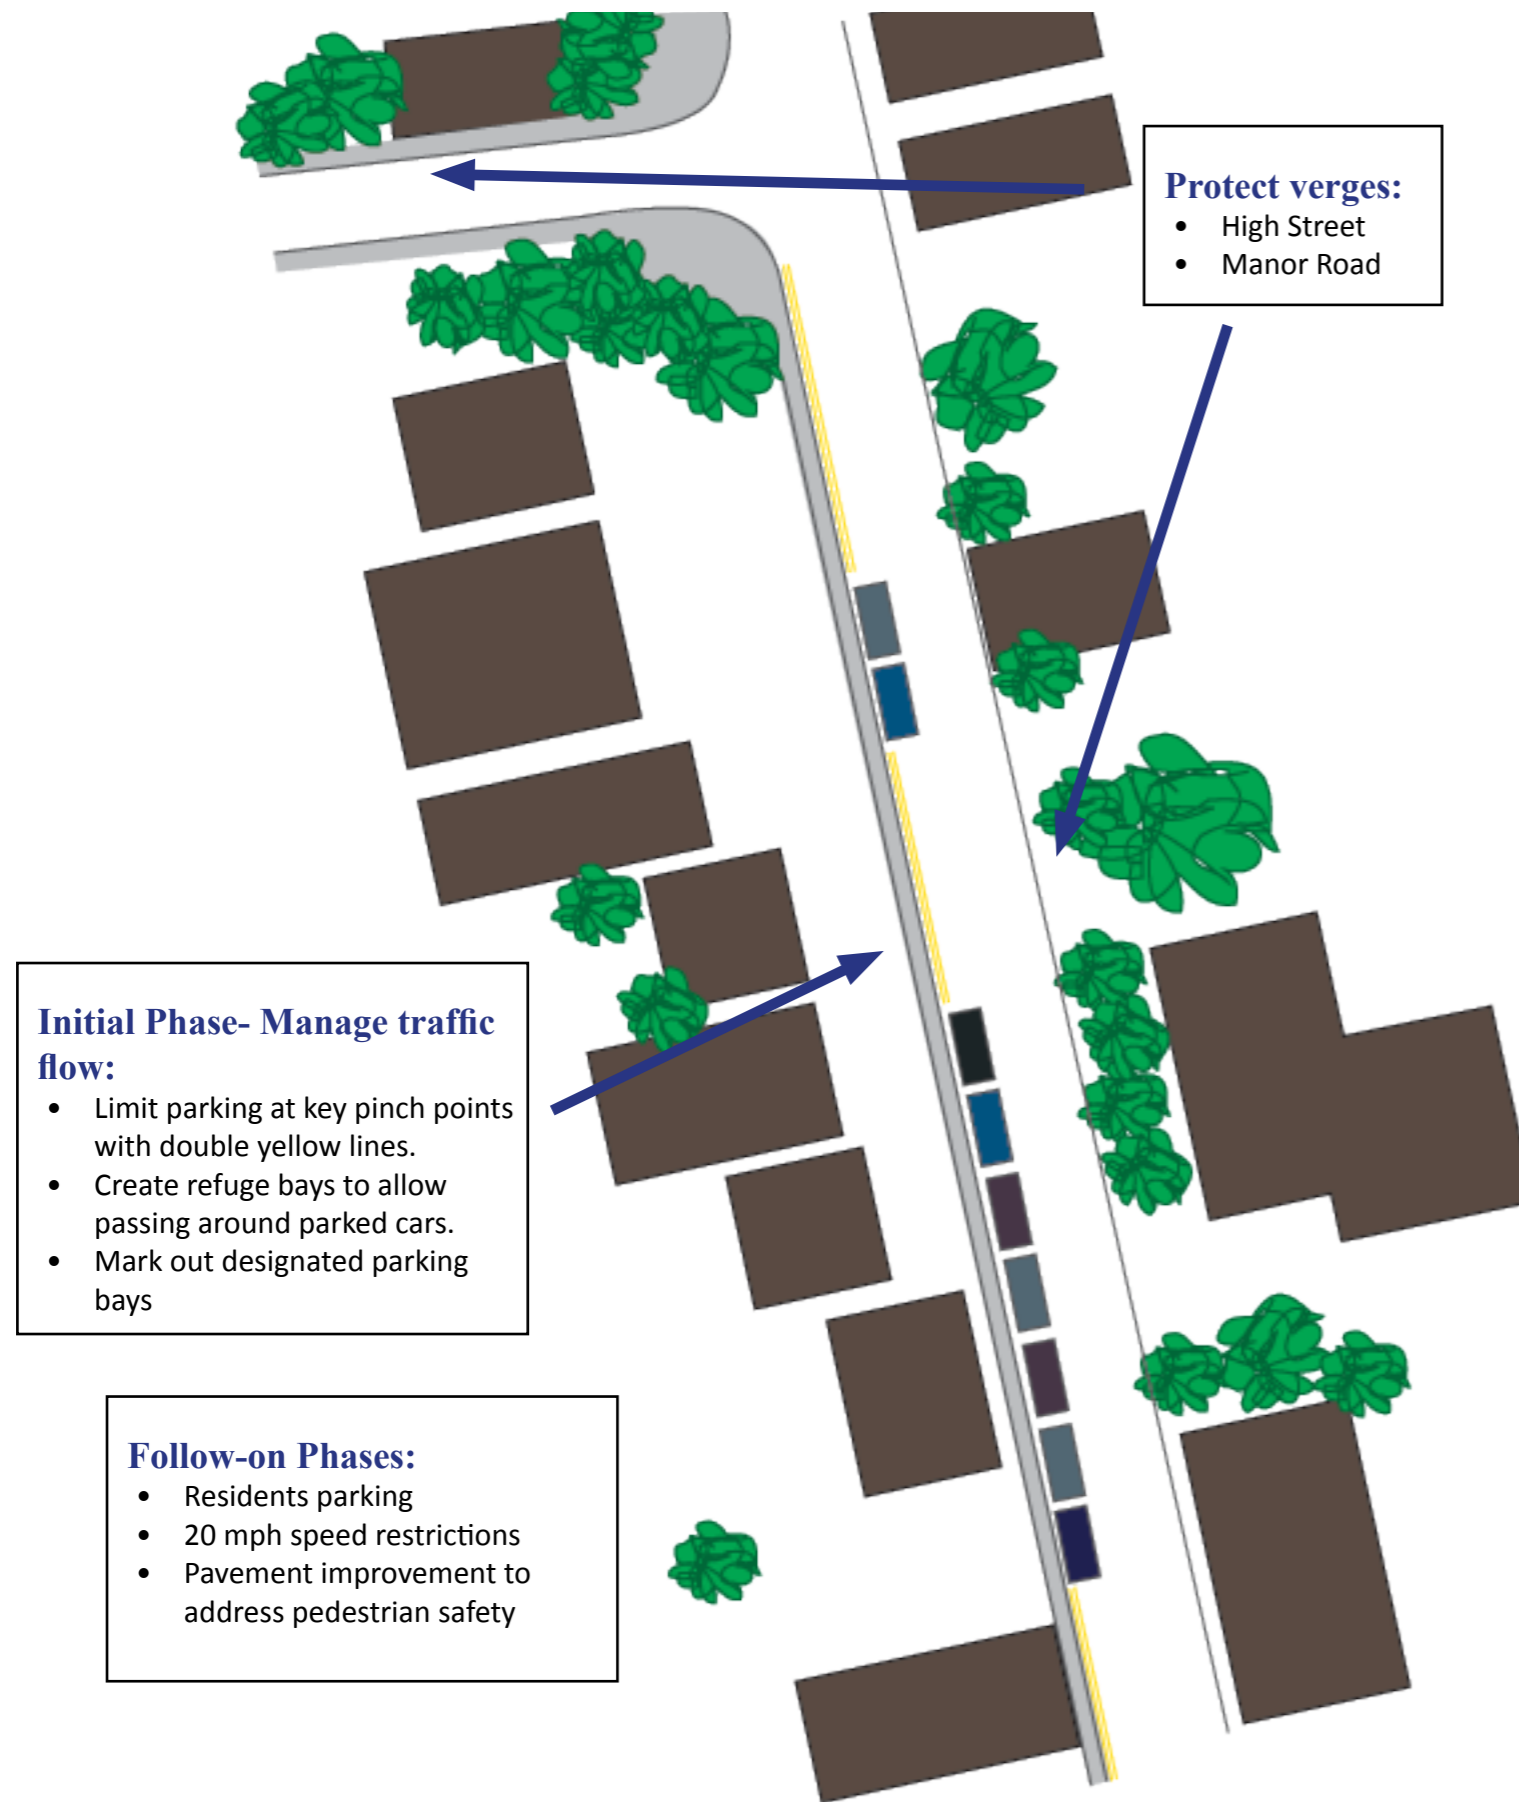 Protect verges:
• High Street
• Manor Road
Initial Phase- Manage traffic
flow:
• Limit parking at key pinch points
with double yellow lines.
• Create refuge bays to allow
passing around parked cars.
• Mark out designated parking
bays
Follow-on Phases:
• Residents parking
• 20 mph speed restrictions
• Pavement improvement to
address pedestrian safety